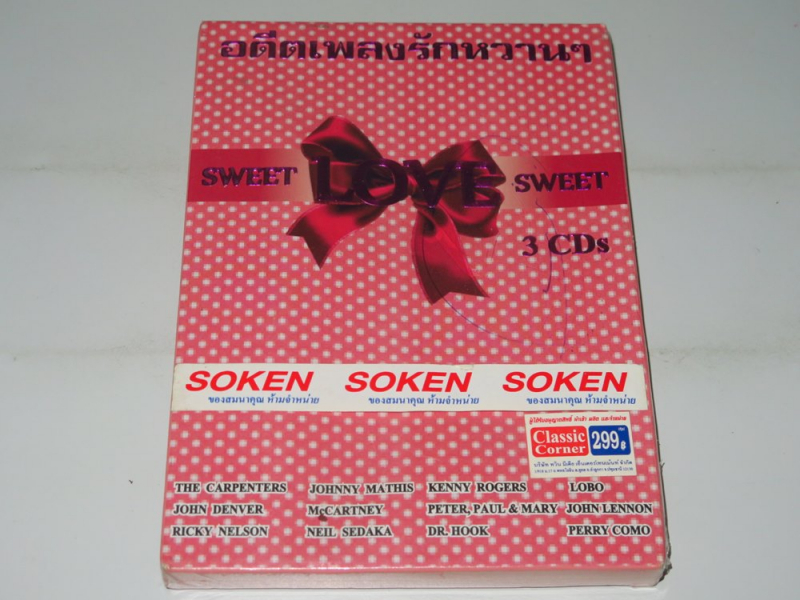 อดีตเพลงรักหวานๆ
SWEET LOVE SWEET
3 CDs
SOKEN SOKEN SOKEN
ของสมนาคุณ ห้ามจำหน่าย ของสมนาคุณ ห้ามจำหน่าย ของสมนาคุณ ห้ามจำหน่าย
Classic Corner
299฿
THE CARPENTERS JOHNNY MATHIS KENNY ROGERS LOBO
JOHN DENVER McCARTNEY PETER, PAUL & MARY JOHN LENNON
RICKY NELSON NEIL SEDAKA DR. HOOK PERRY COMO